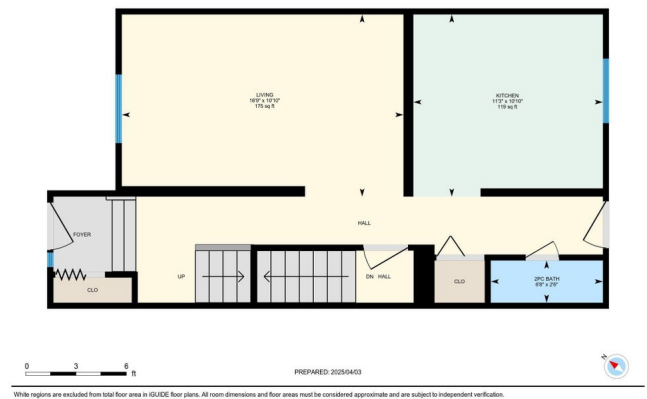 LIVING
16'9" x 10'10"
175 sq ft
KITCHEN
11'3" x 10'10"
119 sq ft
FOYER
HALL
UP
DN HALL
CLO
CLO
2PC BATH
6'8" x 2'6"
0 3 6
ft
PREPARED: 2025/04/03
N
White regions are excluded from total floor area in iGUIDE floor plans. All room dimensions and floor areas must be considered approximate and are subject to independent verification.